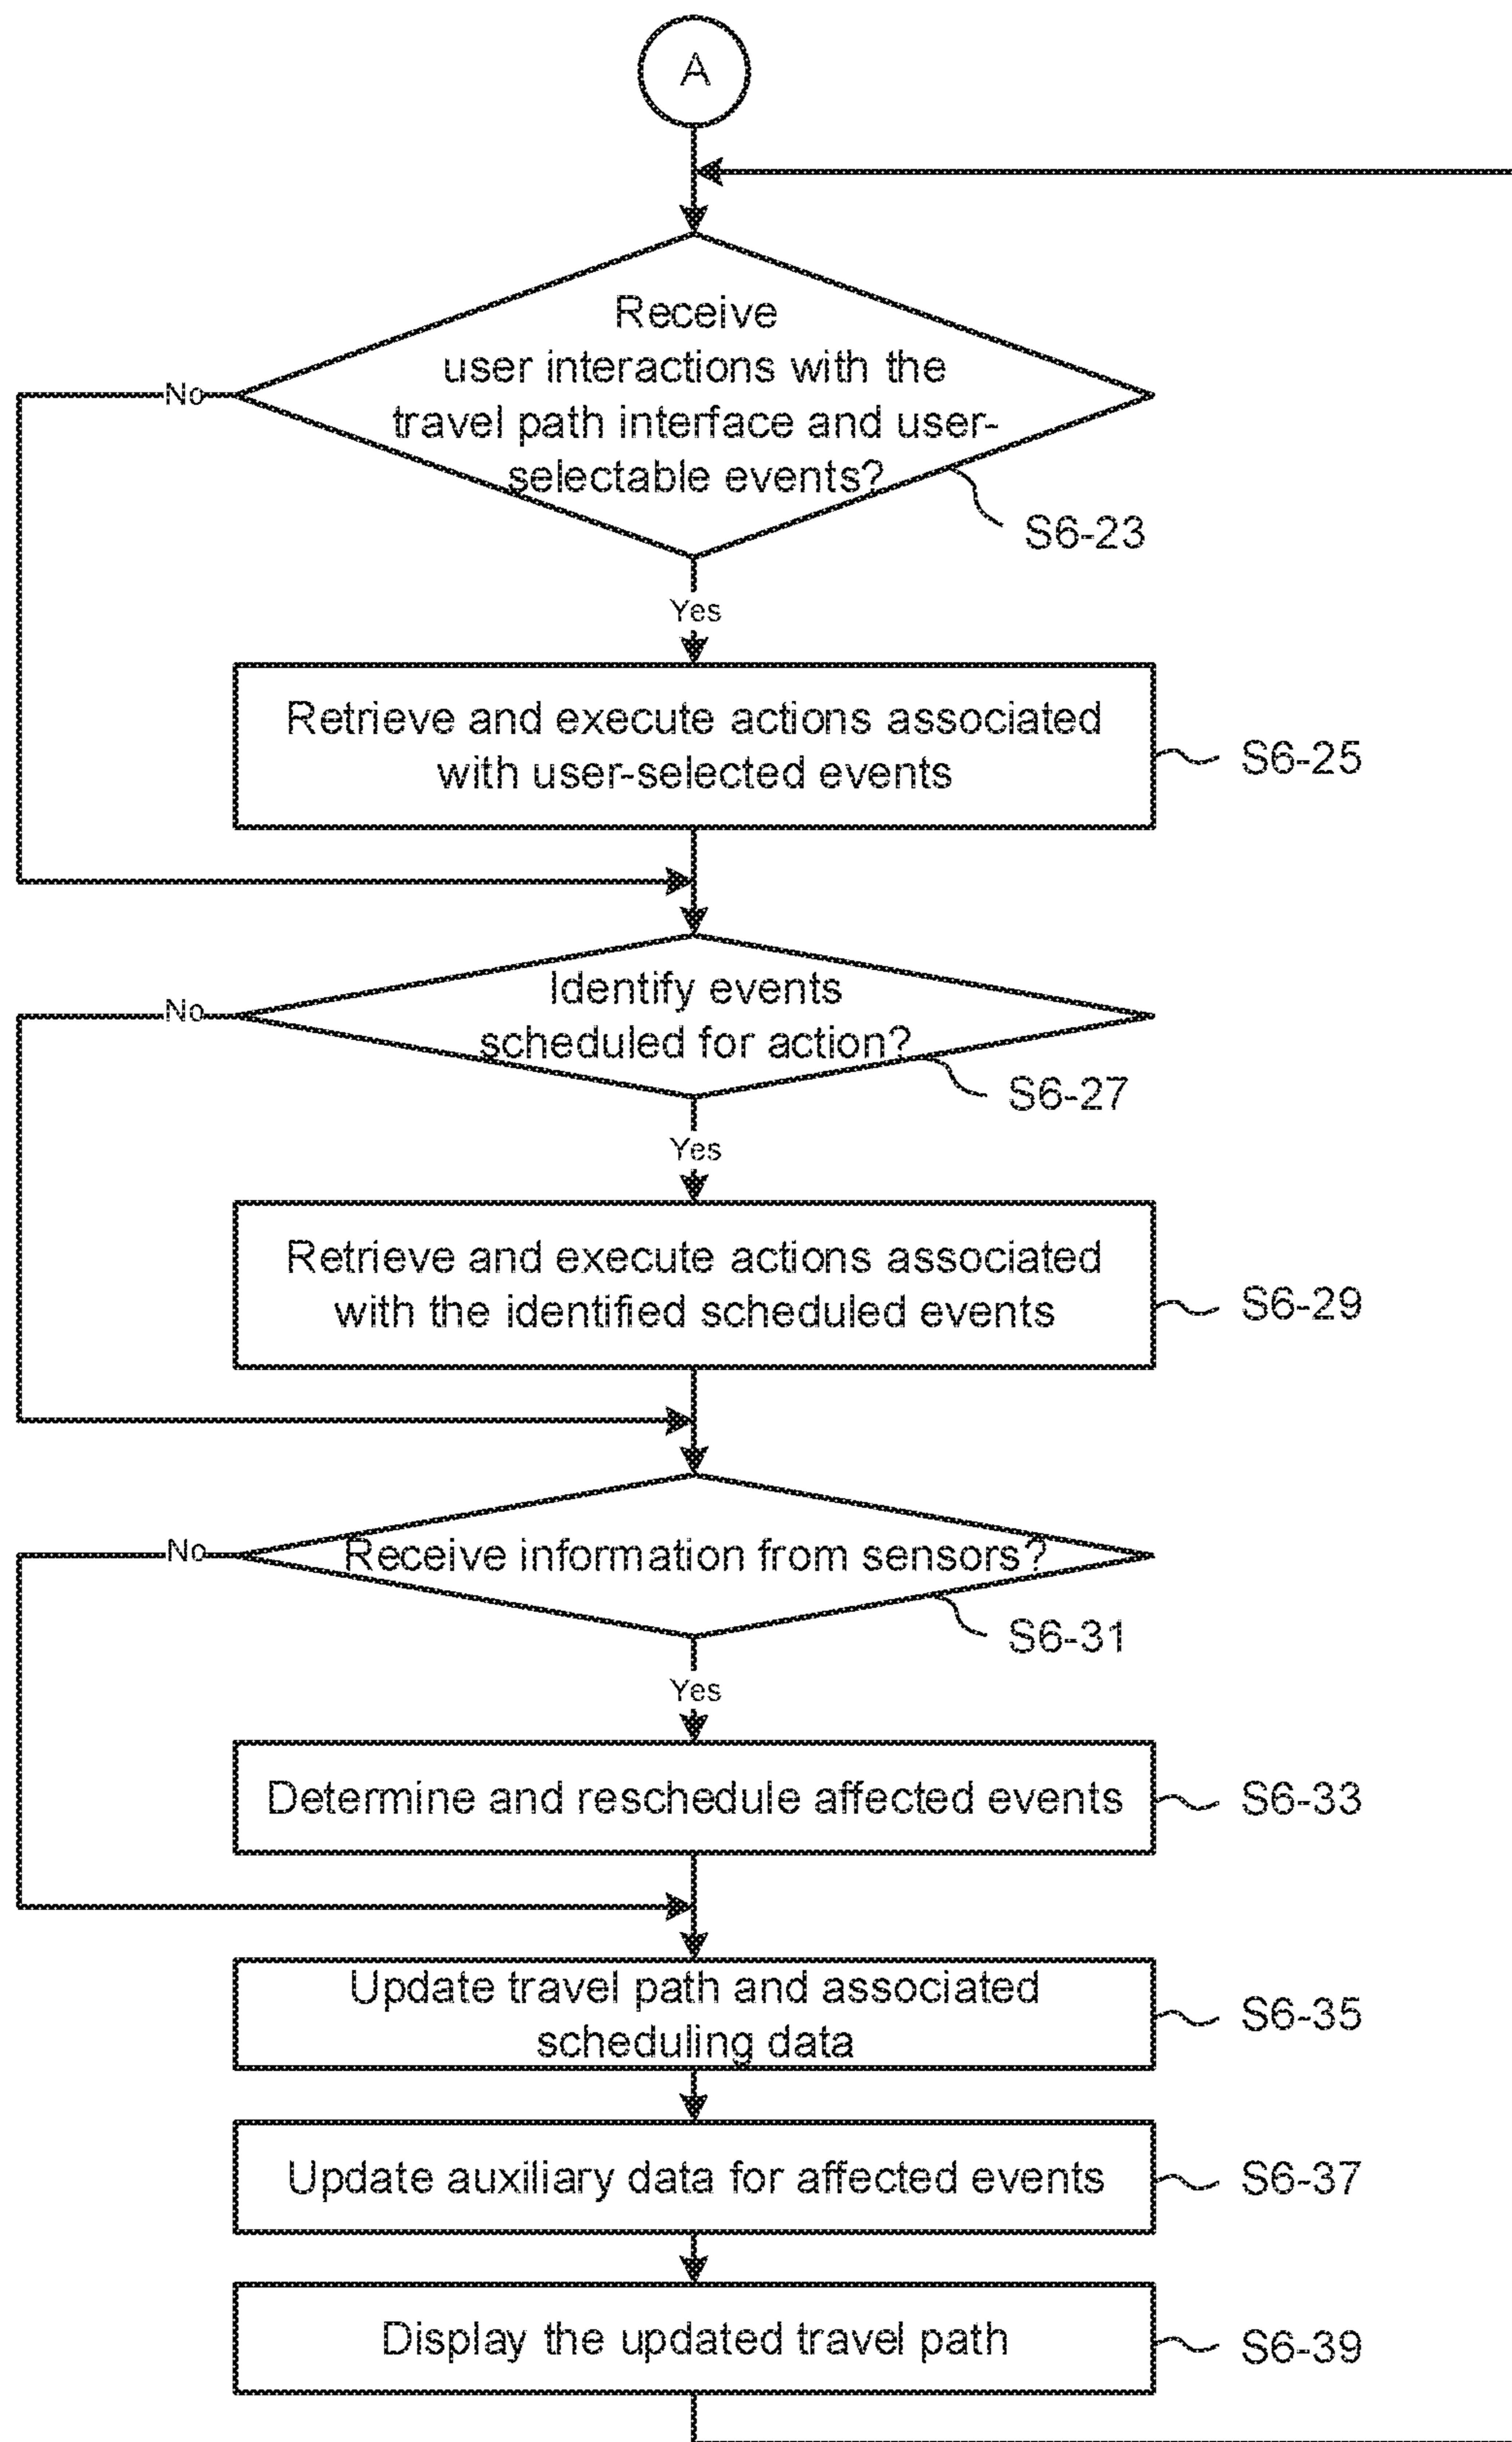 A
Receive
user interactions with the
travel path interface and user-
selectable events?
No
S6-23
Yes
Retrieve and execute actions associated
with user-selected events
S6-25
Identify events
scheduled for action?
No
S6-27
Yes
Retrieve and execute actions associated
with the identified scheduled events
S6-29
Receive information from sensors?
No
S6-31
Yes
Determine and reschedule affected events
S6-33
Update travel path and associated
scheduling data
S6-35
Update auxiliary data for affected events
S6-37
Display the updated travel path
S6-39